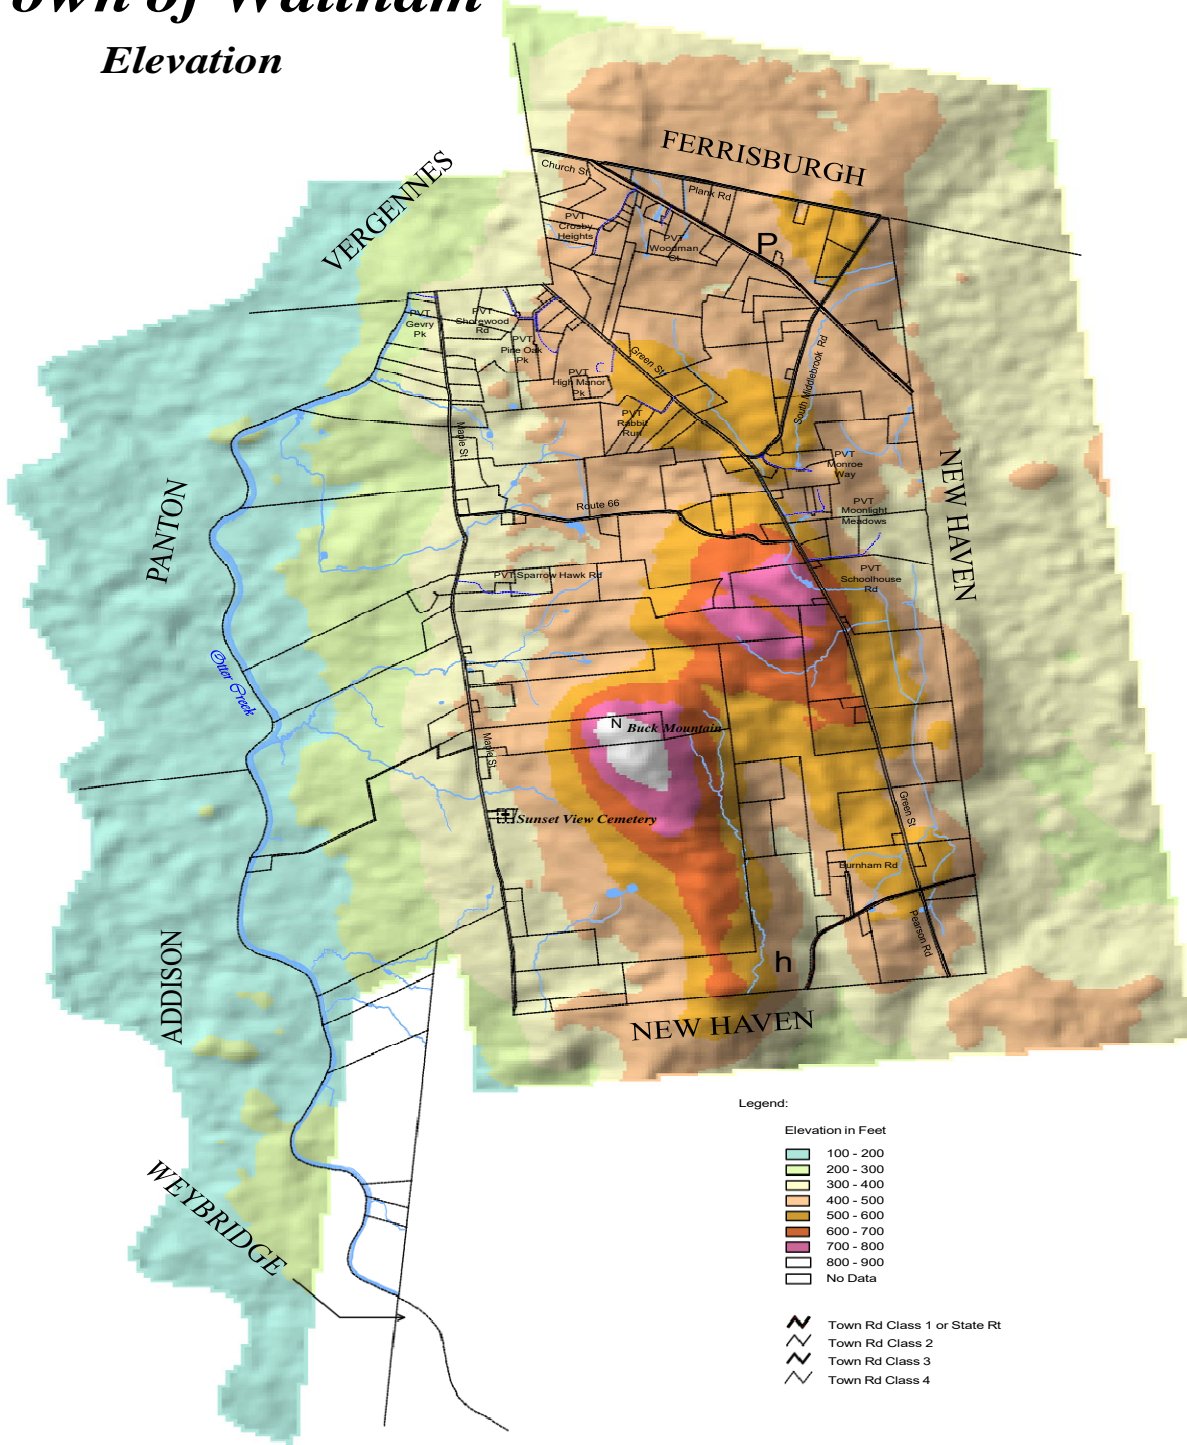 own of Waltham
Elevation
FERRISBURGH
VERGENNES
Church St
Plank Rd
PVT
Crosby
Heights
PVT
Woodman
Ct
P
PVT
Gevry
Pk
PVT
Shorewood
Rd
PVT
Pine Oak
Pk
Green St
PVT
High Manor
Pk
South Middlebrook Rd
PVT
Rabbit
Run
Maple St
PVT
Monroe
Way
NEW HAVEN
PANTON
Route 66
PVT
Moonlight
Meadows
PVT Sparrow Hawk Rd
PVT
Schoolhouse
Rd
Otter Creek
N
Buck Mountain
Maple St
Sunset View Cemetery
Green St
Burnham Rd
Pearson Rd
ADDISON
h
NEW HAVEN
WEYBRIDGE
Legend:
Elevation in Feet
100 - 200
200 - 300
300 - 400
400 - 500
500 - 600
600 - 700
700 - 800
800 - 900
No Data
Town Rd Class 1 or State Rt
Town Rd Class 2
Town Rd Class 3
Town Rd Class 4